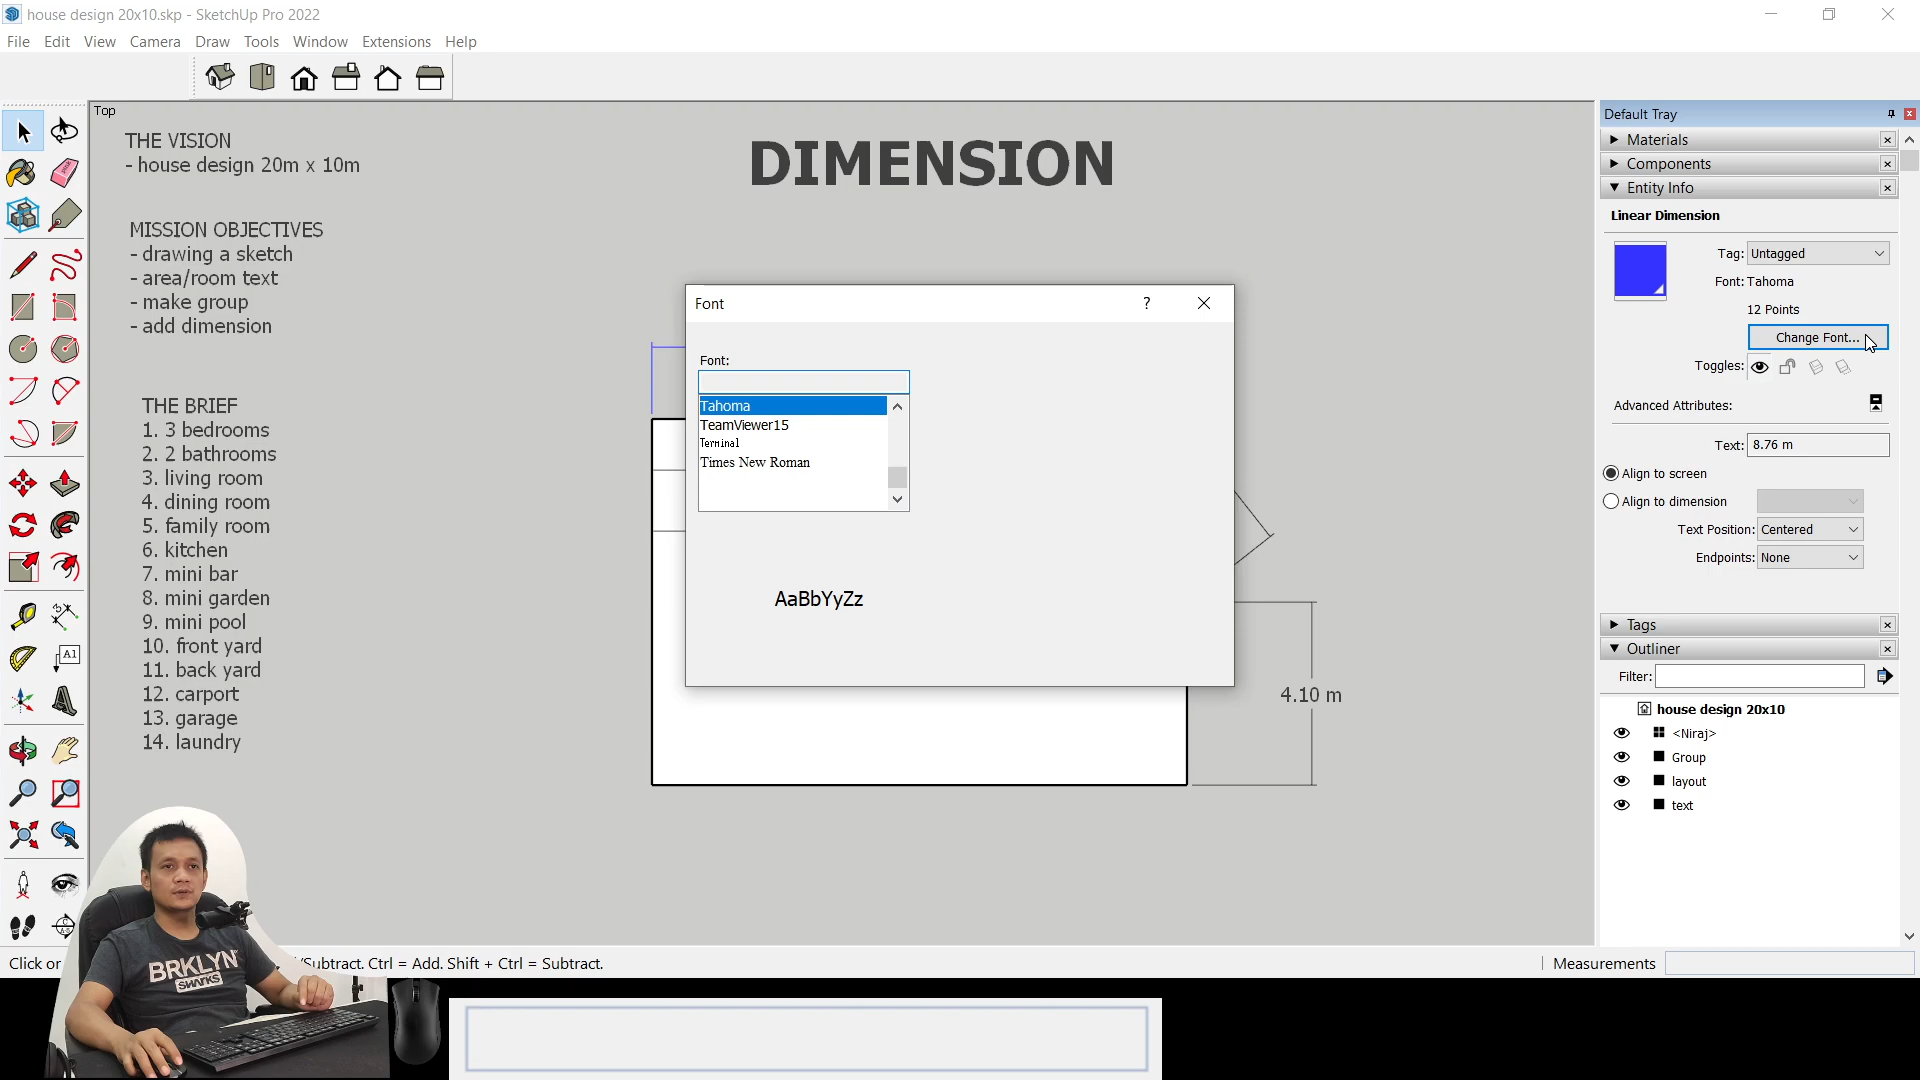 house design 20x10.skp - SketchUp Pro 2022
File Edit View Camera Draw Tools Window Extensions Help
Top
THE VISION
- house design 20m x 10m
MISSION OBJECTIVES
- drawing a sketch
- area/room text
- make group
- add dimension
THE BRIEF
1. 3 bedrooms
2. 2 bathrooms
3. living room
4. dining room
5. family room
6. kitchen
7. mini bar
8. mini garden
9. mini pool
10. front yard
11. back yard
12. carport
13. garage
14. laundry
DIMENSION
Font
?
Font:
Tahoma
TeamViewer15
Terminal
Times New Roman
AaBbYyZz
4.10 m
Default Tray
Materials
Components
Entity Info
Linear Dimension
Tag: Untagged
Font: Tahoma
12 Points
Change Font...
Toggles:
Advanced Attributes:
Text: 8.76 m
Align to screen
Align to dimension
Text Position: Centered
Endpoints: None
Tags
Outliner
Filter:
house design 20x10
<Niraj>
Group
layout
text
Click or
/Subtract. Ctrl = Add. Shift + Ctrl = Subtract.
Measurements
BRKLYN
SHARKS